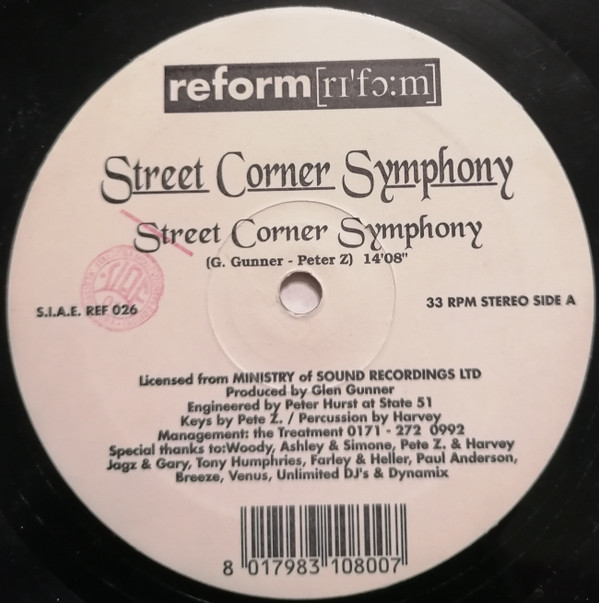 reform[rɪ'fɔ:m]
Street Corner Symphony
Street Corner Symphony
(G. Gunner - Peter Z) 14'08"
S.I.A.E. REF 026
33 RPM STEREO SIDE A
Licensed from MINISTRY of SOUND RECORDINGS LTD
Produced by Glen Gunner
Engineered by Peter Hurst at State 51
Keys by Pete Z. / Percussion by Harvey
Management: the Treatment 0171 - 272 0992
Special thanks to:Woody, Ashley & Simone, Pete Z. & Harvey
Jagz & Gary, Tony Humphries, Farley & Heller, Paul Anderson,
Breeze, Venus, Unlimited DJ's & Dynamix
8 017983 108007